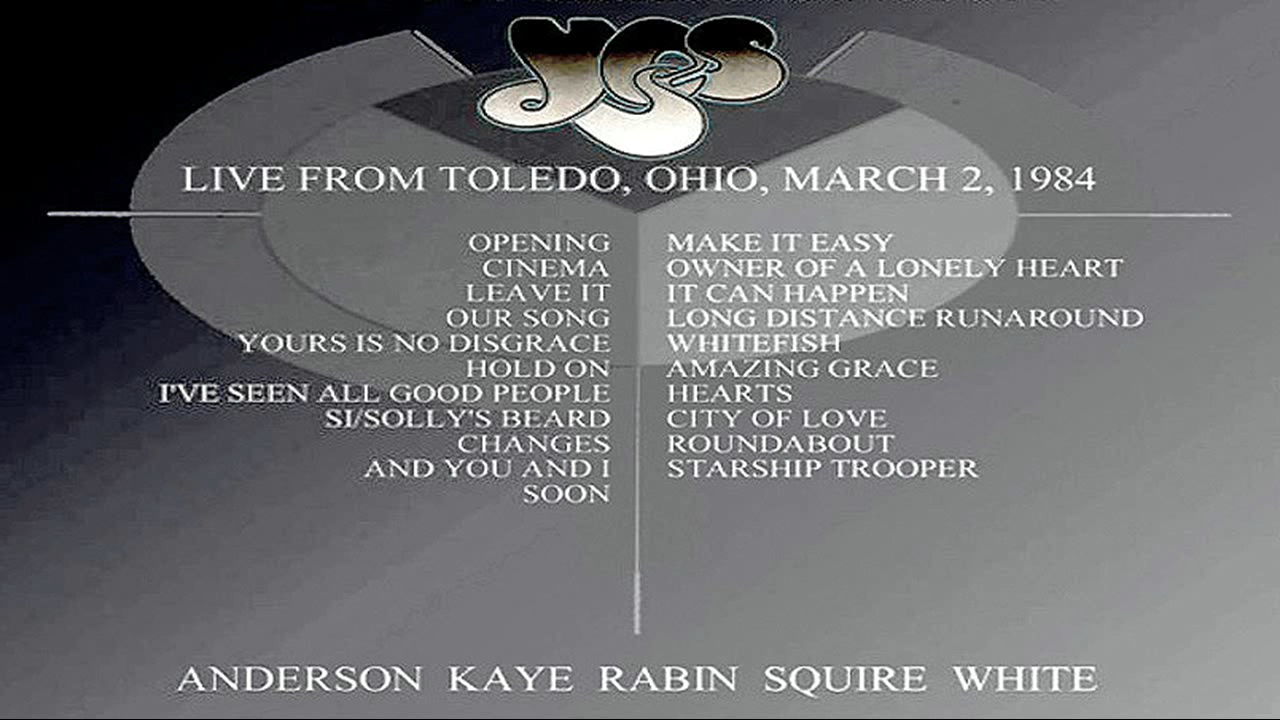 YES
LIVE FROM TOLEDO, OHIO, MARCH 2, 1984
OPENING
CINEMA
LEAVE IT
OUR SONG
YOURS IS NO DISGRACE
HOLD ON
I'VE SEEN ALL GOOD PEOPLE
SI/SOLLY'S BEARD
CHANGES
AND YOU AND I
SOON
MAKE IT EASY
OWNER OF A LONELY HEART
IT CAN HAPPEN
LONG DISTANCE RUNAROUND
WHITEFISH
AMAZING GRACE
HEARTS
CITY OF LOVE
ROUNDABOUT
STARSHIP TROOPER
ANDERSON KAYE RABIN SQUIRE WHITE